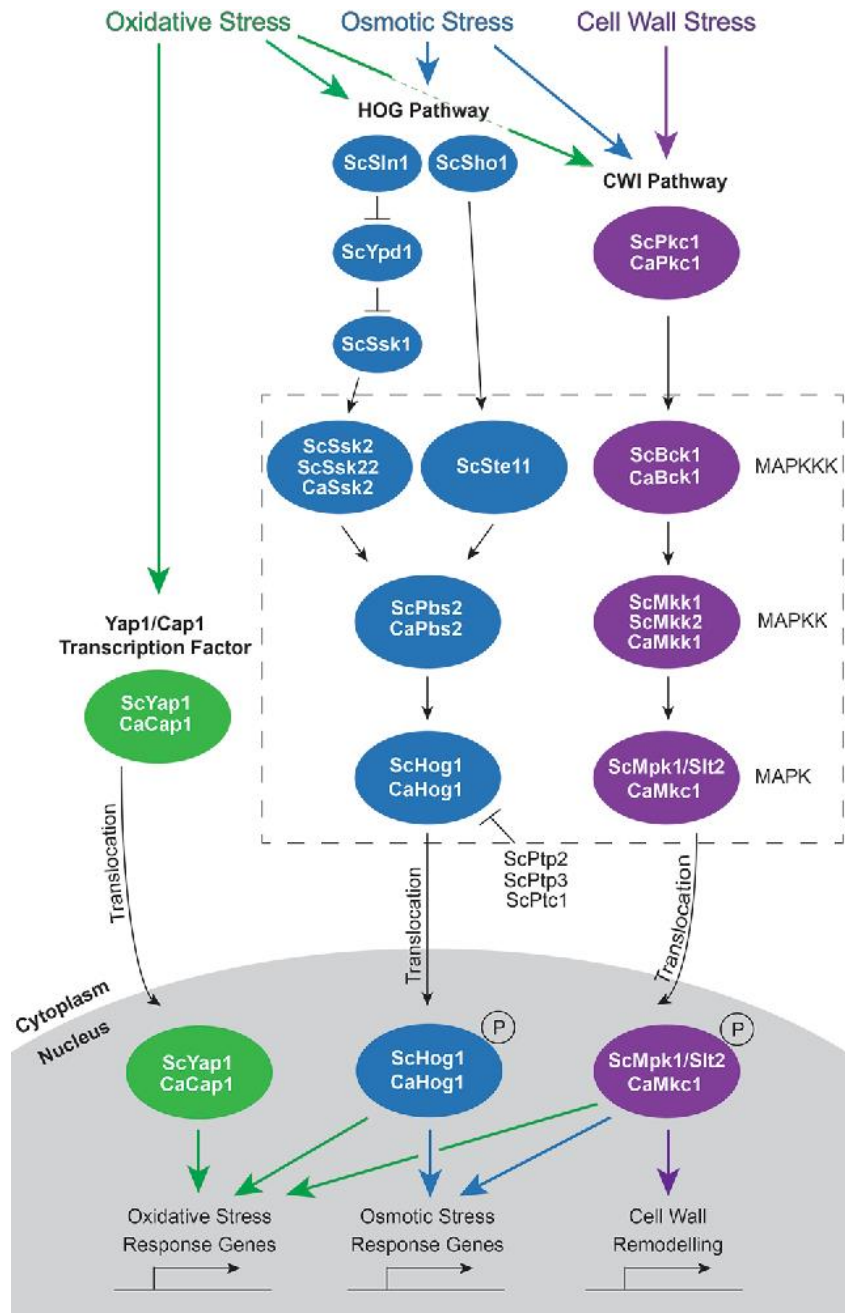 Oxidative Stress
Osmotic Stress
Cell Wall Stress
HOG Pathway
ScSln1
ScSho1
CWI Pathway
ScYpd1
ScPkc1
CaPkc1
ScSsk1
ScSsk2
ScSsk22
CaSsk2
ScSte11
ScBck1
CaBck1
MAPKKK
Yap1/Cap1
Transcription Factor
ScPbs2
CaPbs2
ScMkk1
ScMkk2
CaMkk1
MAPKK
ScYap1
CaCap1
ScHog1
CaHog1
ScMpk1/Slt2
CaMkc1
MAPK
ScPtp2
ScPtp3
ScPtc1
Translocation
Translocation
Translocation
Cytoplasm
Nucleus
ScYap1
CaCap1
P
ScHog1
CaHog1
P
ScMpk1/Slt2
CaMkc1
Oxidative Stress
Response Genes
Osmotic Stress
Response Genes
Cell Wall
Remodelling